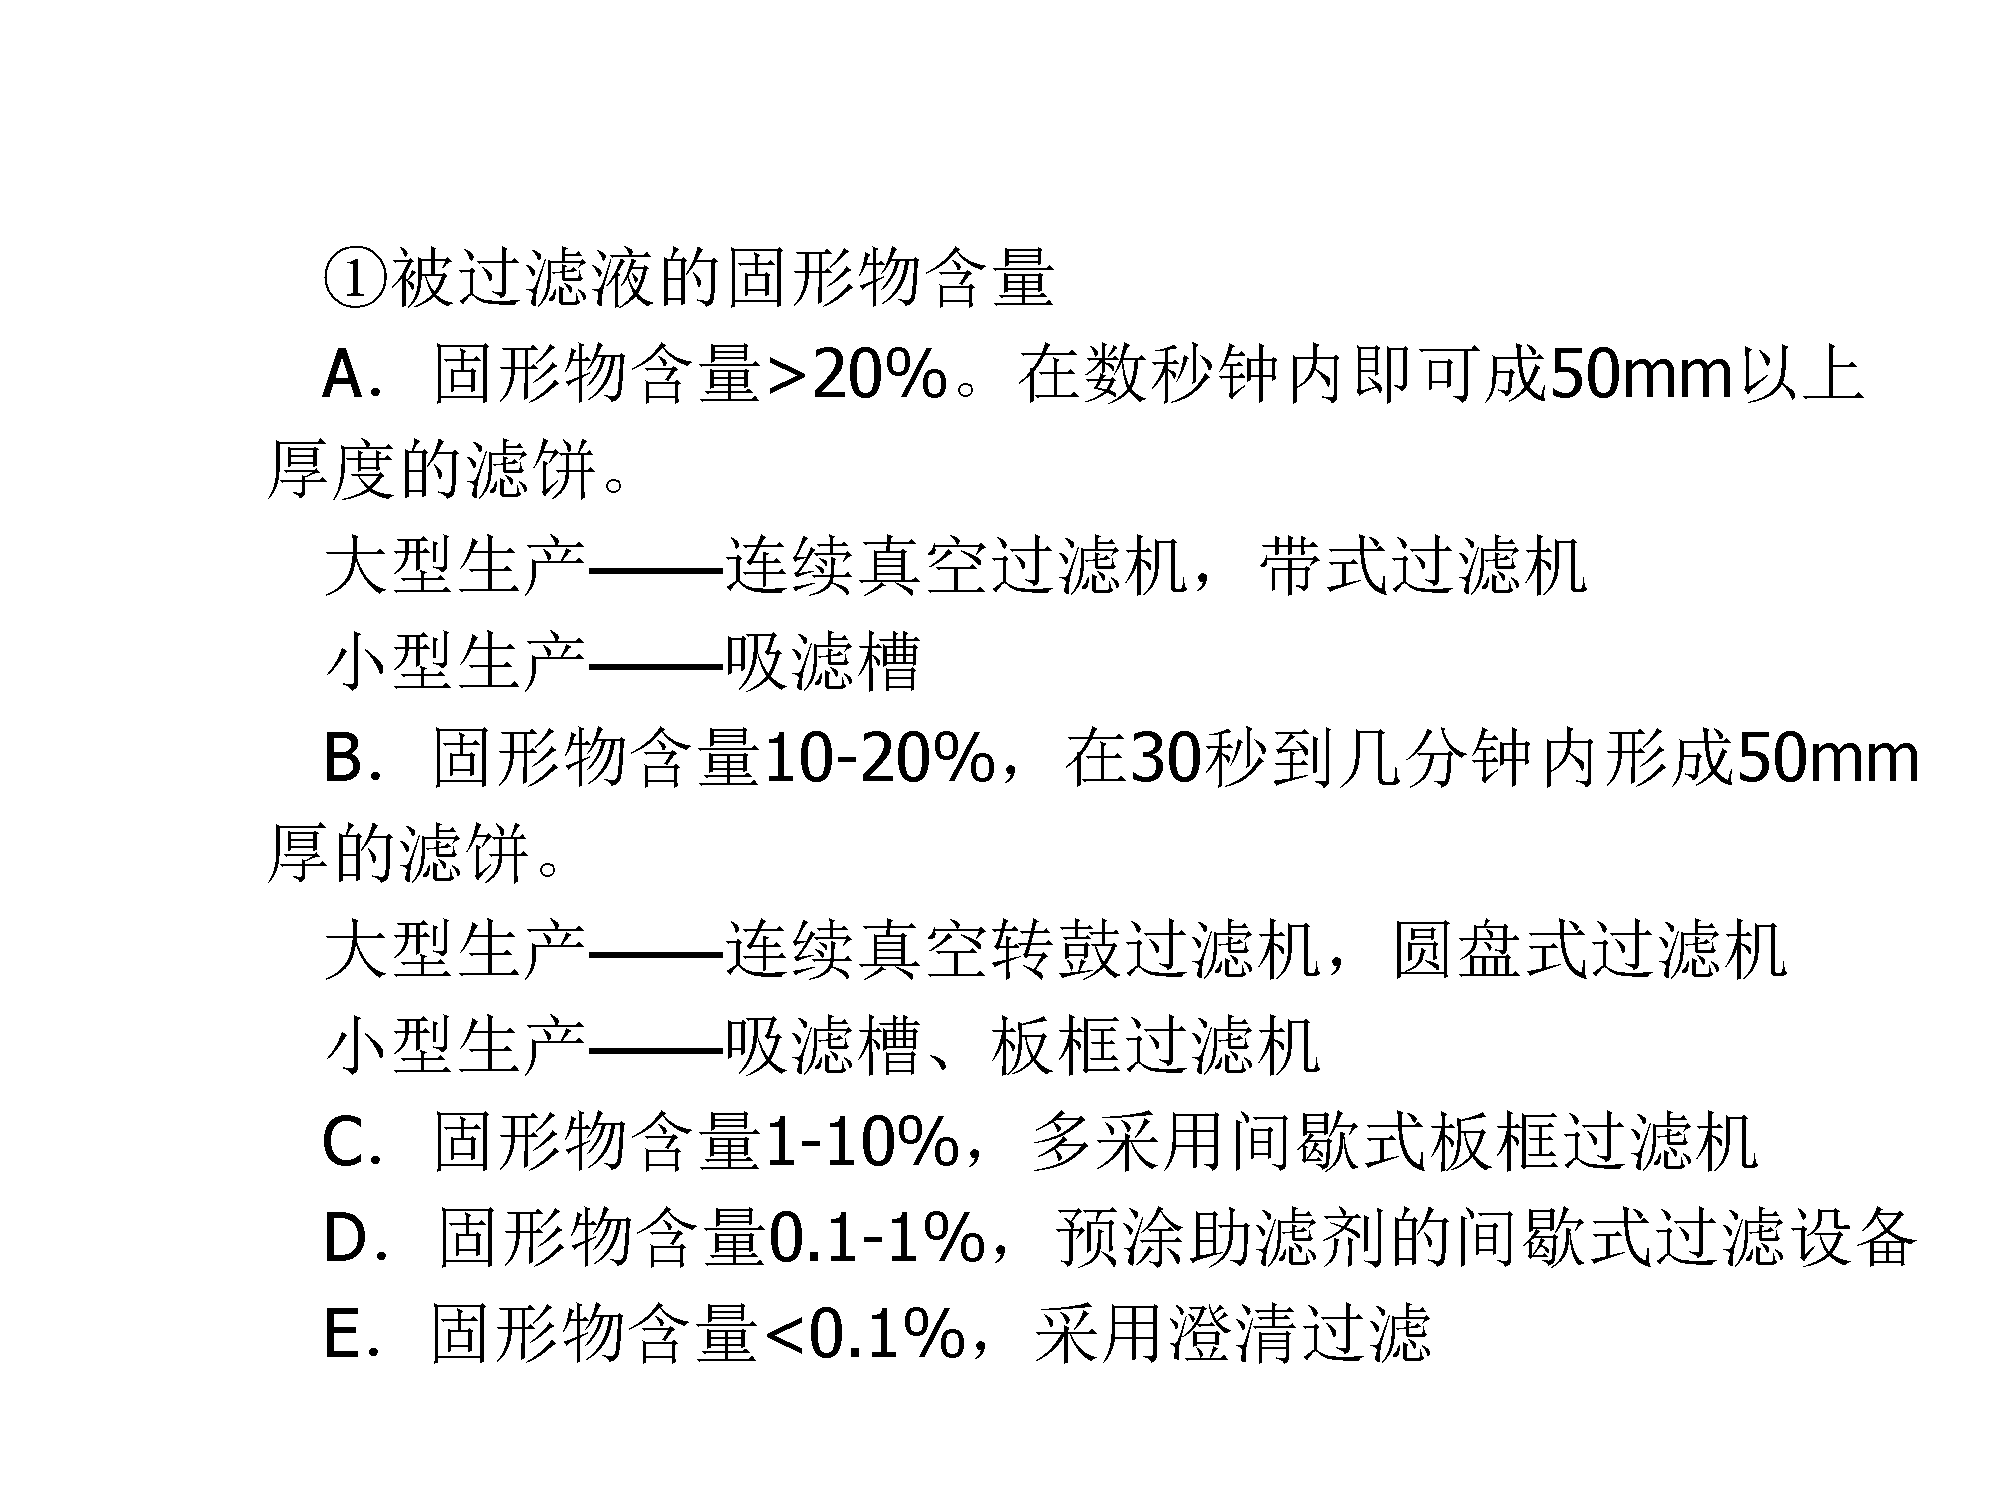 ①被过滤液的固形物含量
A．固形物含量>20%。在数秒钟内即可成50mm以上
厚度的滤饼。
大型生产——连续真空过滤机，带式过滤机
小型生产——吸滤槽
B．固形物含量10-20%，在30秒到几分钟内形成50mm
厚的滤饼。
大型生产——连续真空转鼓过滤机，圆盘式过滤机
小型生产——吸滤槽、板框过滤机
C．固形物含量1-10%，多采用间歇式板框过滤机
D．固形物含量0.1-1%，预涂助滤剂的间歇式过滤设备
E．固形物含量<0.1%，采用澄清过滤